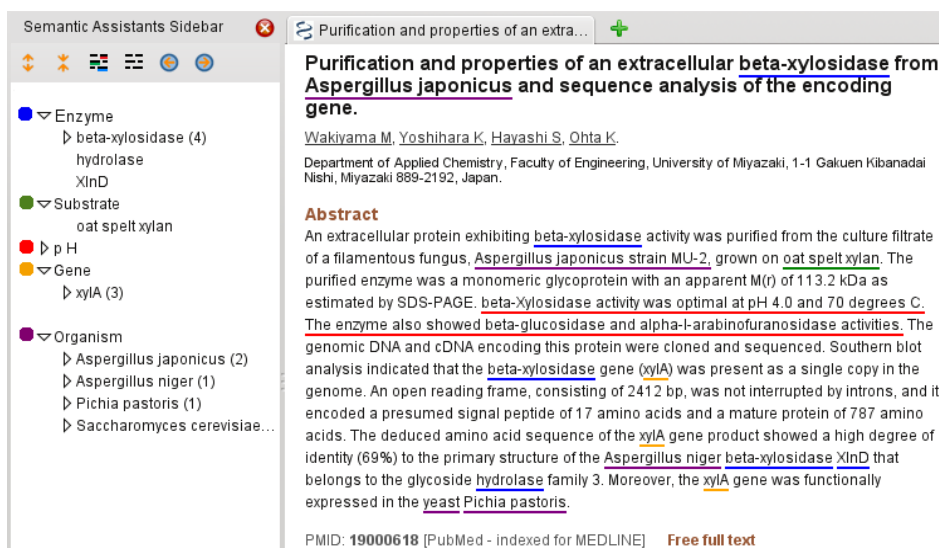 Semantic Assistants Sidebar
Enzyme
beta-xylosidase (4)
hydrolase
XlnD
Substrate
oat spelt xylan
p H
Gene
xylA (3)
Organism
Aspergillus japonicus (2)
Aspergillus niger (1)
Pichia pastoris (1)
Saccharomyces cerevisiae...
Purification and properties of an extra...
Purification and properties of an extracellular beta-xylosidase from
Aspergillus japonicus and sequence analysis of the encoding
gene.
Wakiyama M, Yoshihara K, Hayashi S, Ohta K.
Department of Applied Chemistry, Faculty of Engineering, University of Miyazaki, 1-1 Gakuen Kibanadai
Nishi, Miyazaki 889-2192, Japan.
Abstract
An extracellular protein exhibiting beta-xylosidase activity was purified from the culture filtrate
of a filamentous fungus, Aspergillus japonicus strain MU-2, grown on oat spelt xylan. The
purified enzyme was a monomeric glycoprotein with an apparent M(r) of 113.2 kDa as
estimated by SDS-PAGE. beta-Xylosidase activity was optimal at pH 4.0 and 70 degrees C.
The enzyme also showed beta-glucosidase and alpha-l-arabinofuranosidase activities. The
genomic DNA and cDNA encoding this protein were cloned and sequenced. Southern blot
analysis indicated that the beta-xylosidase gene (xylA) was present as a single copy in the
genome. An open reading frame, consisting of 2412 bp, was not interrupted by introns, and it
encoded a presumed signal peptide of 17 amino acids and a mature protein of 787 amino
acids. The deduced amino acid sequence of the xylA gene product showed a high degree of
identity (69%) to the primary structure of the Aspergillus niger beta-xylosidase XlnD that
belongs to the glycoside hydrolase family 3. Moreover, the xylA gene was functionally
expressed in the yeast Pichia pastoris.
PMID: 19000618 [PubMed - indexed for MEDLINE] Free full text